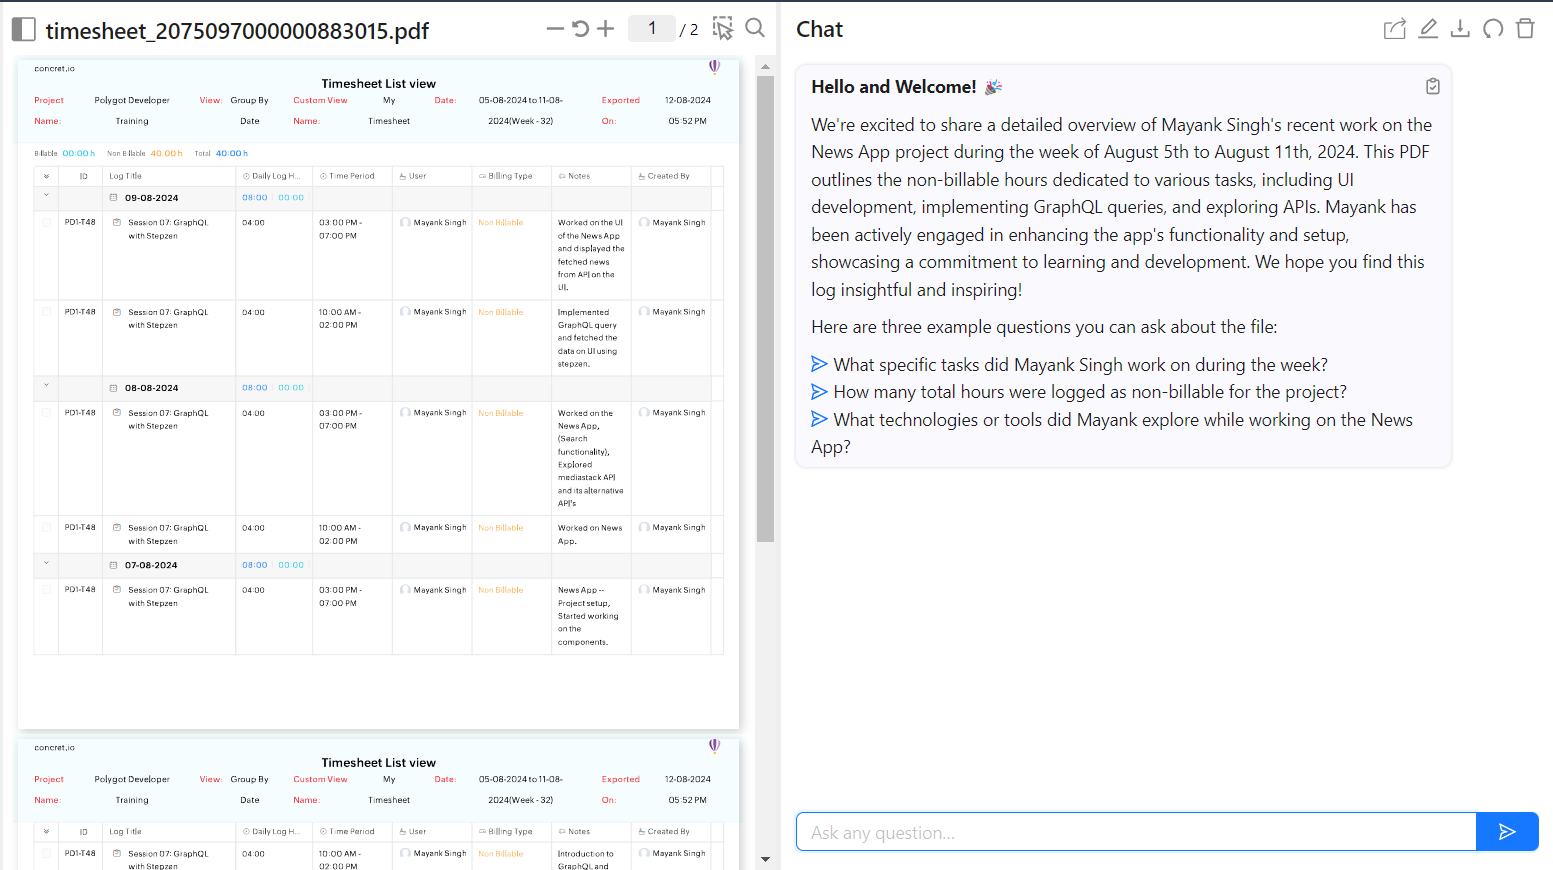 timesheet_2075097000000883015.pdf
1 / 2
concret.io
Timesheet List view
Project Name: Polygot Developer Training View: Group By Date Custom View Name: My Timesheet Date: 05-08-2024 to 11-08-2024(Week - 32) Exported On: 12-08-2024 05:52 PM
Billable 00:00 h Non Billable 40:00 h Total 40:00 h
ID Log Title Daily Log H... Time Period User Billing Type Notes Created By
09-08-2024 08:00 00:00
PD1-T48 Session 07: GraphQL with Stepzen 04:00 03:00 PM - 07:00 PM Mayank Singh Non Billable Worked on the UI of the News App and displayed the fetched news from API on the UI. Mayank Singh
PD1-T48 Session 07: GraphQL with Stepzen 04:00 10:00 AM - 02:00 PM Mayank Singh Non Billable Implemented GraphQL query and fetched the data on UI using stepzen. Mayank Singh
08-08-2024 08:00 00:00
PD1-T48 Session 07: GraphQL with Stepzen 04:00 03:00 PM - 07:00 PM Mayank Singh Non Billable Worked on the News App, (Search functionality), Explored mediastack API and its alternative API's Mayank Singh
PD1-T48 Session 07: GraphQL with Stepzen 04:00 10:00 AM - 02:00 PM Mayank Singh Non Billable Worked on News App. Mayank Singh
07-08-2024 08:00 00:00
PD1-T48 Session 07: GraphQL with Stepzen 04:00 03:00 PM - 07:00 PM Mayank Singh Non Billable News App -- Project setup, Started working on the components. Mayank Singh
concret.io
Timesheet List view
Project Name: Polygot Developer Training View: Group By Date Custom View Name: My Timesheet Date: 05-08-2024 to 11-08-2024(Week - 32) Exported On: 12-08-2024 05:52 PM
ID Log Title Daily Log H... Time Period User Billing Type Notes Created By
PD1-T48 Session 07: GraphQL with Stepzen 04:00 10:00 AM - 02:00 PM Mayank Singh Non Billable Introduction to GraphQL and Mayank Singh
Chat
Hello and Welcome! 🎉
We're excited to share a detailed overview of Mayank Singh's recent work on the
News App project during the week of August 5th to August 11th, 2024. This PDF
outlines the non-billable hours dedicated to various tasks, including UI
development, implementing GraphQL queries, and exploring APIs. Mayank has
been actively engaged in enhancing the app's functionality and setup,
showcasing a commitment to learning and development. We hope you find this
log insightful and inspiring!
Here are three example questions you can ask about the file:
What specific tasks did Mayank Singh work on during the week?
How many total hours were logged as non-billable for the project?
What technologies or tools did Mayank explore while working on the News
App?
Ask any question...